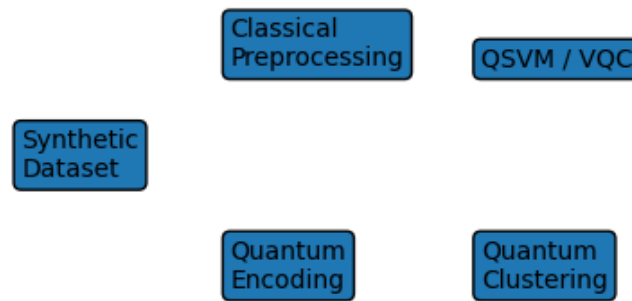 Classical
Preprocessing
QSVM / VQC
Synthetic
Dataset
Quantum
Encoding
Quantum
Clustering